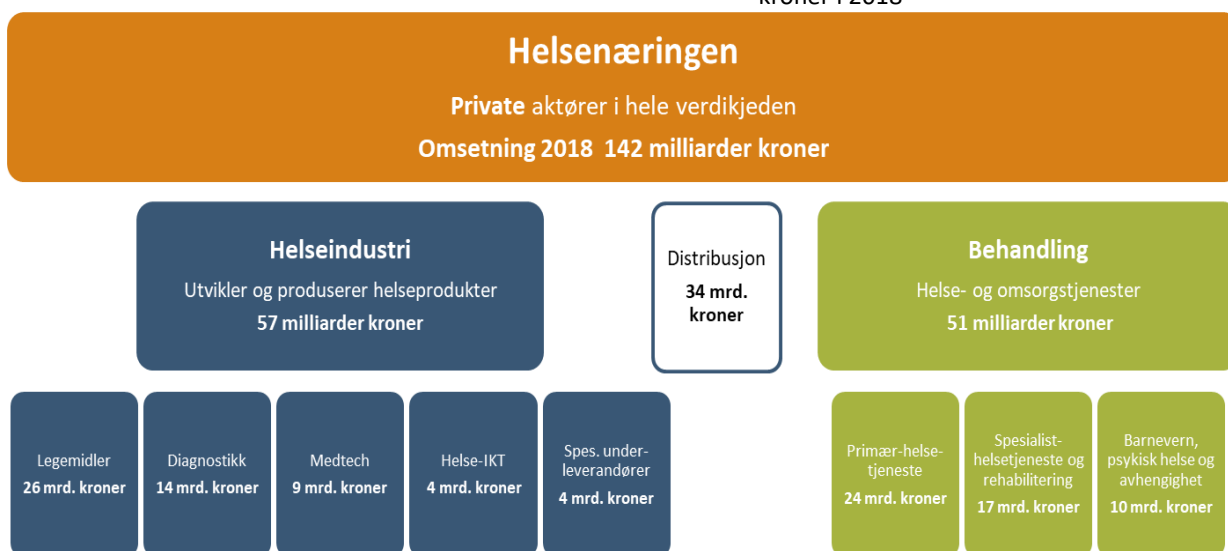 kroner i 2018
Helsenæringen
Private aktører i hele verdikjeden
Omsetning 2018 142 milliarder kroner
Helseindustri
Utvikler og produserer helseprodukter
57 milliarder kroner
Distribusjon
34 mrd.
kroner
Behandling
Helse- og omsorgstjenester
51 milliarder kroner
Legemidler
26 mrd. kroner
Diagnostikk
14 mrd. kroner
Medtech
9 mrd. kroner
Helse-IKT
4 mrd. kroner
Spes. under-
leverandører
4 mrd. kroner
Primær-helse-
tjeneste
24 mrd. kroner
Spesialist-
helsetjeneste og
rehabilitering
17 mrd. kroner
Barnevern,
psykisk helse og
avhengighet
10 mrd. kroner